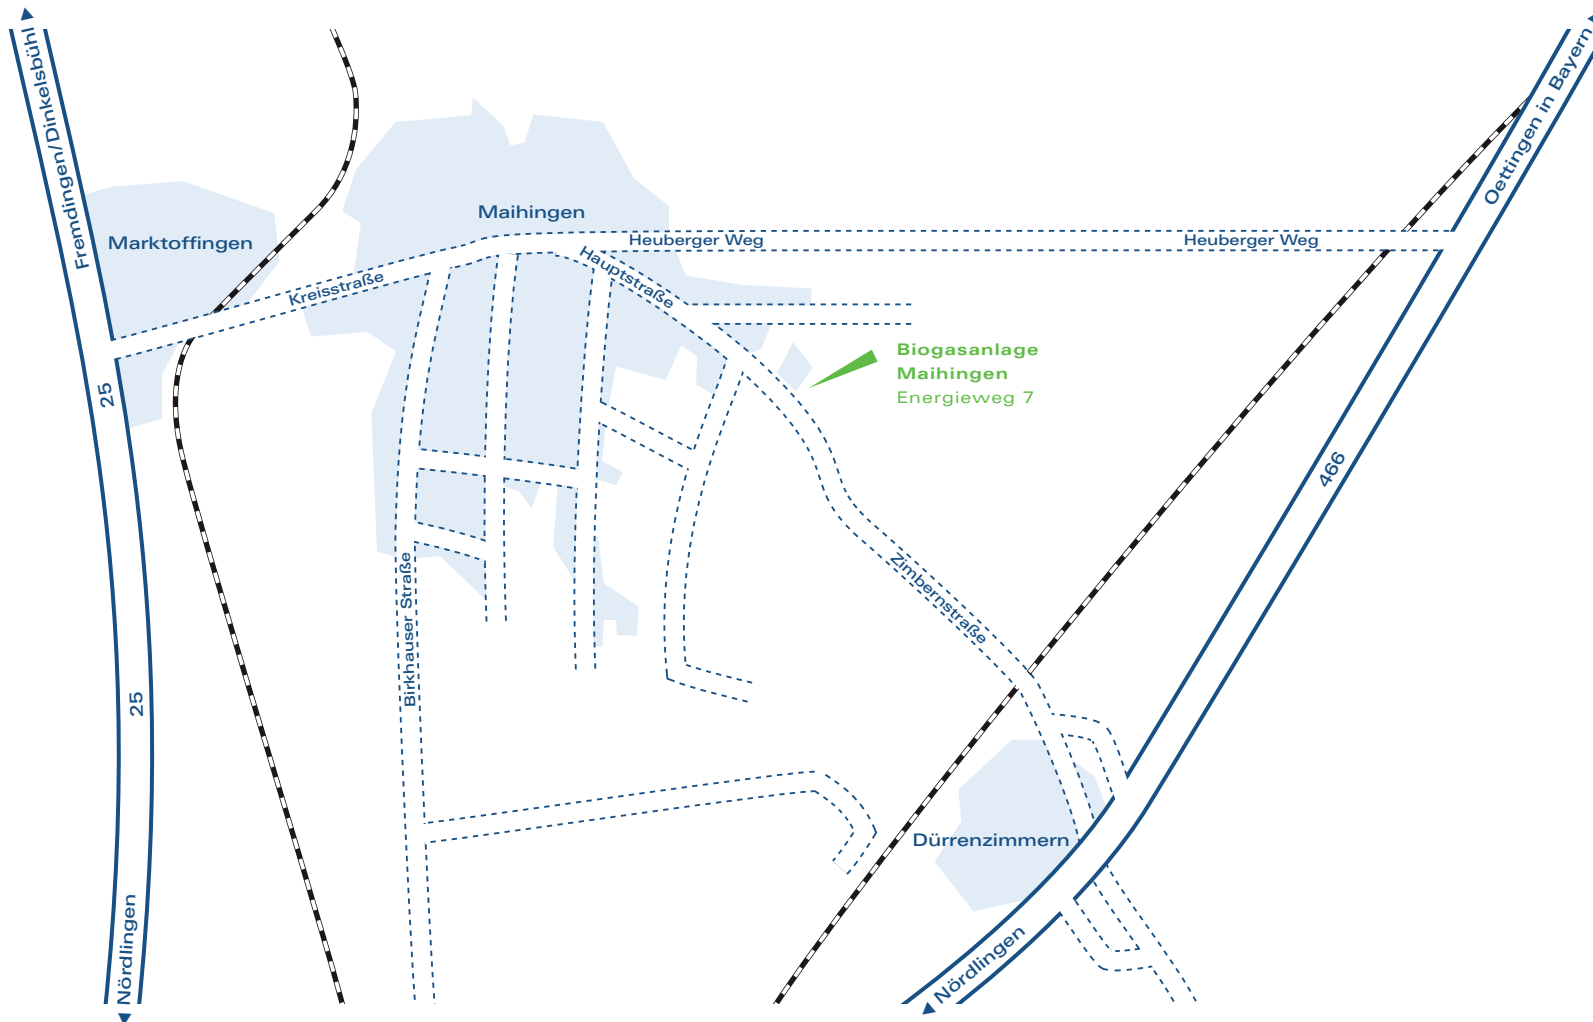 Fremdingen/Dinkelsbühl
Oettingen in Bayern
Maihingen
Marktoffingen
Heuberger Weg
Heuberger Weg
Hauptstraße
Kreisstraße
Biogasanlage
Maihingen
Energieweg 7
25
466
Zimbernstraße
Birkhauser Straße
25
Dürrenzimmern
Nördlingen
Nördlingen